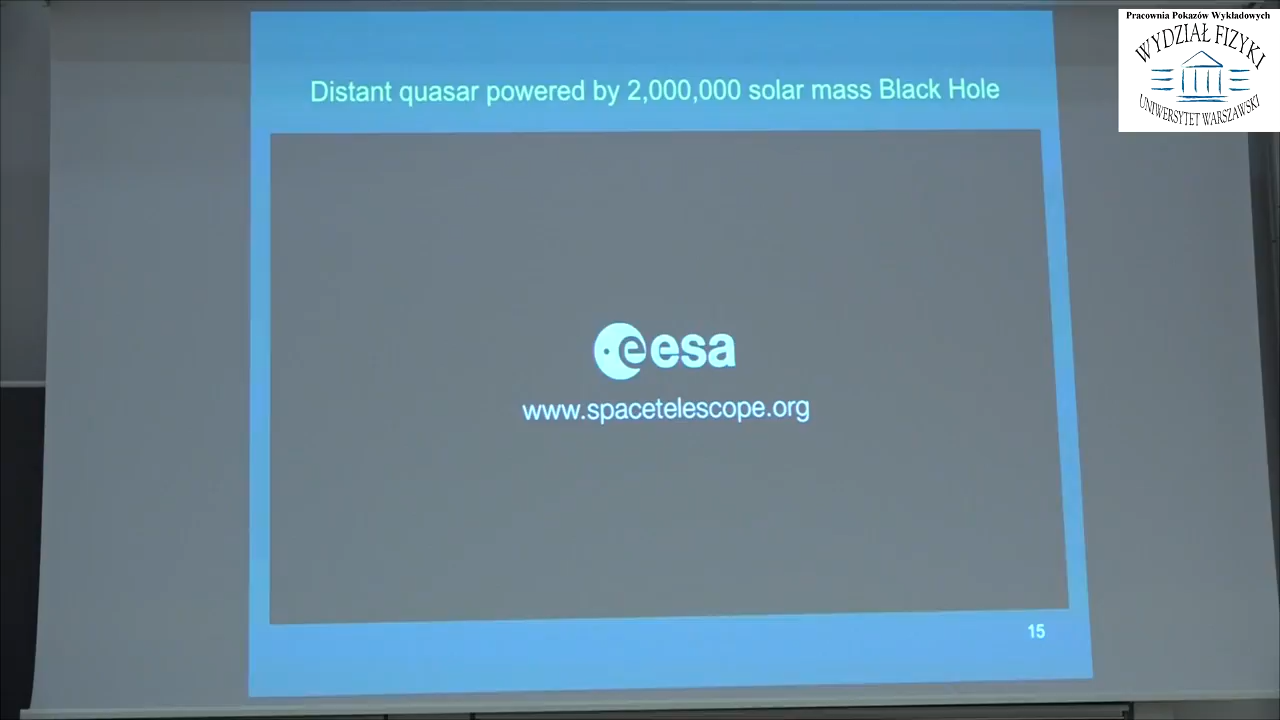 Pracownia Pokazów Wykładowych
WYDZIAŁ FIZYKI
UNIWERSYTET WARSZAWSKI
Distant quasar powered by 2,000,000 solar mass Black Hole
esa
www.spacetelescope.org
15